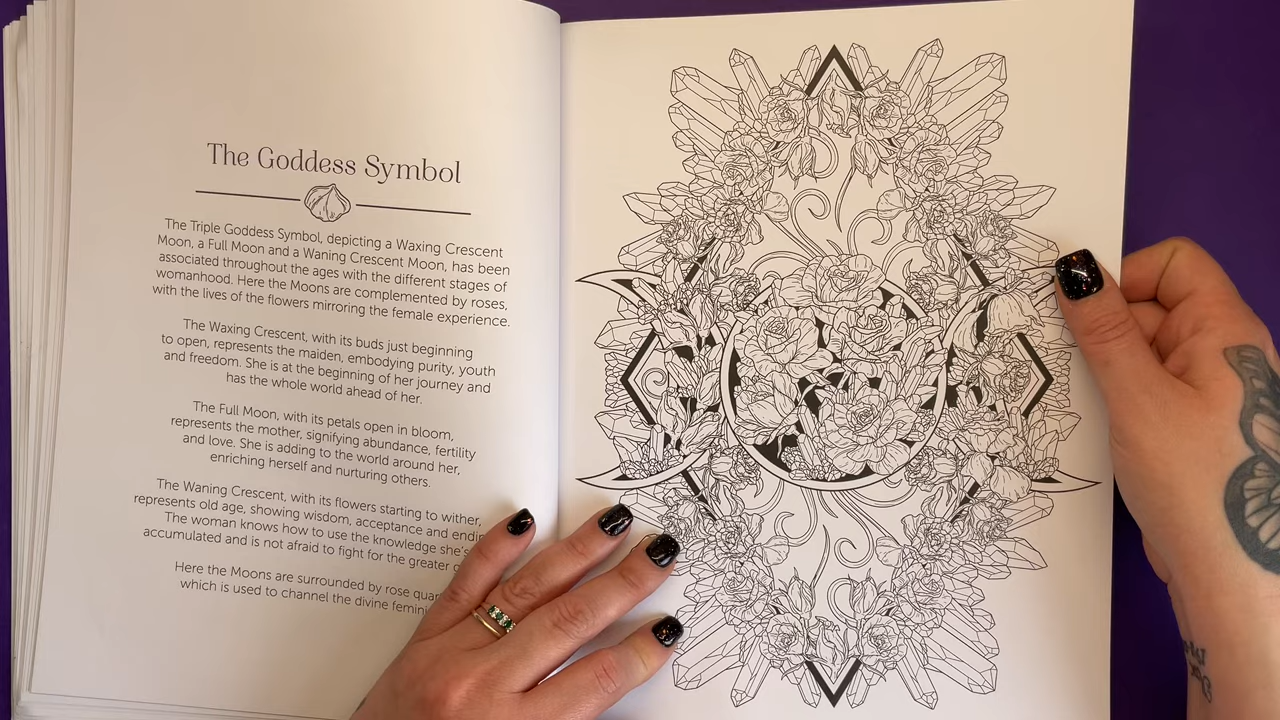 The Goddess Symbol
The Triple Goddess Symbol, depicting a Waxing Crescent
Moon, a Full Moon and a Waning Crescent Moon, has been
associated throughout the ages with the different stages of
womanhood. Here the Moons are complemented by roses,
with the lives of the flowers mirroring the female experience.
The Waxing Crescent, with its buds just beginning
to open, represents the maiden, embodying purity, youth
and freedom. She is at the beginning of her journey and
has the whole world ahead of her.
The Full Moon, with its petals open in bloom,
represents the mother, signifying abundance, fertility
and love. She is adding to the world around her,
enriching herself and nurturing others.
The Waning Crescent, with its flowers starting to wither,
represents old age, showing wisdom, acceptance and
The woman knows how to use the knowledge she's
accumulated and is not afraid to fight for the greater
Here the Moons are surrounded by rose
which is used to channel the divine